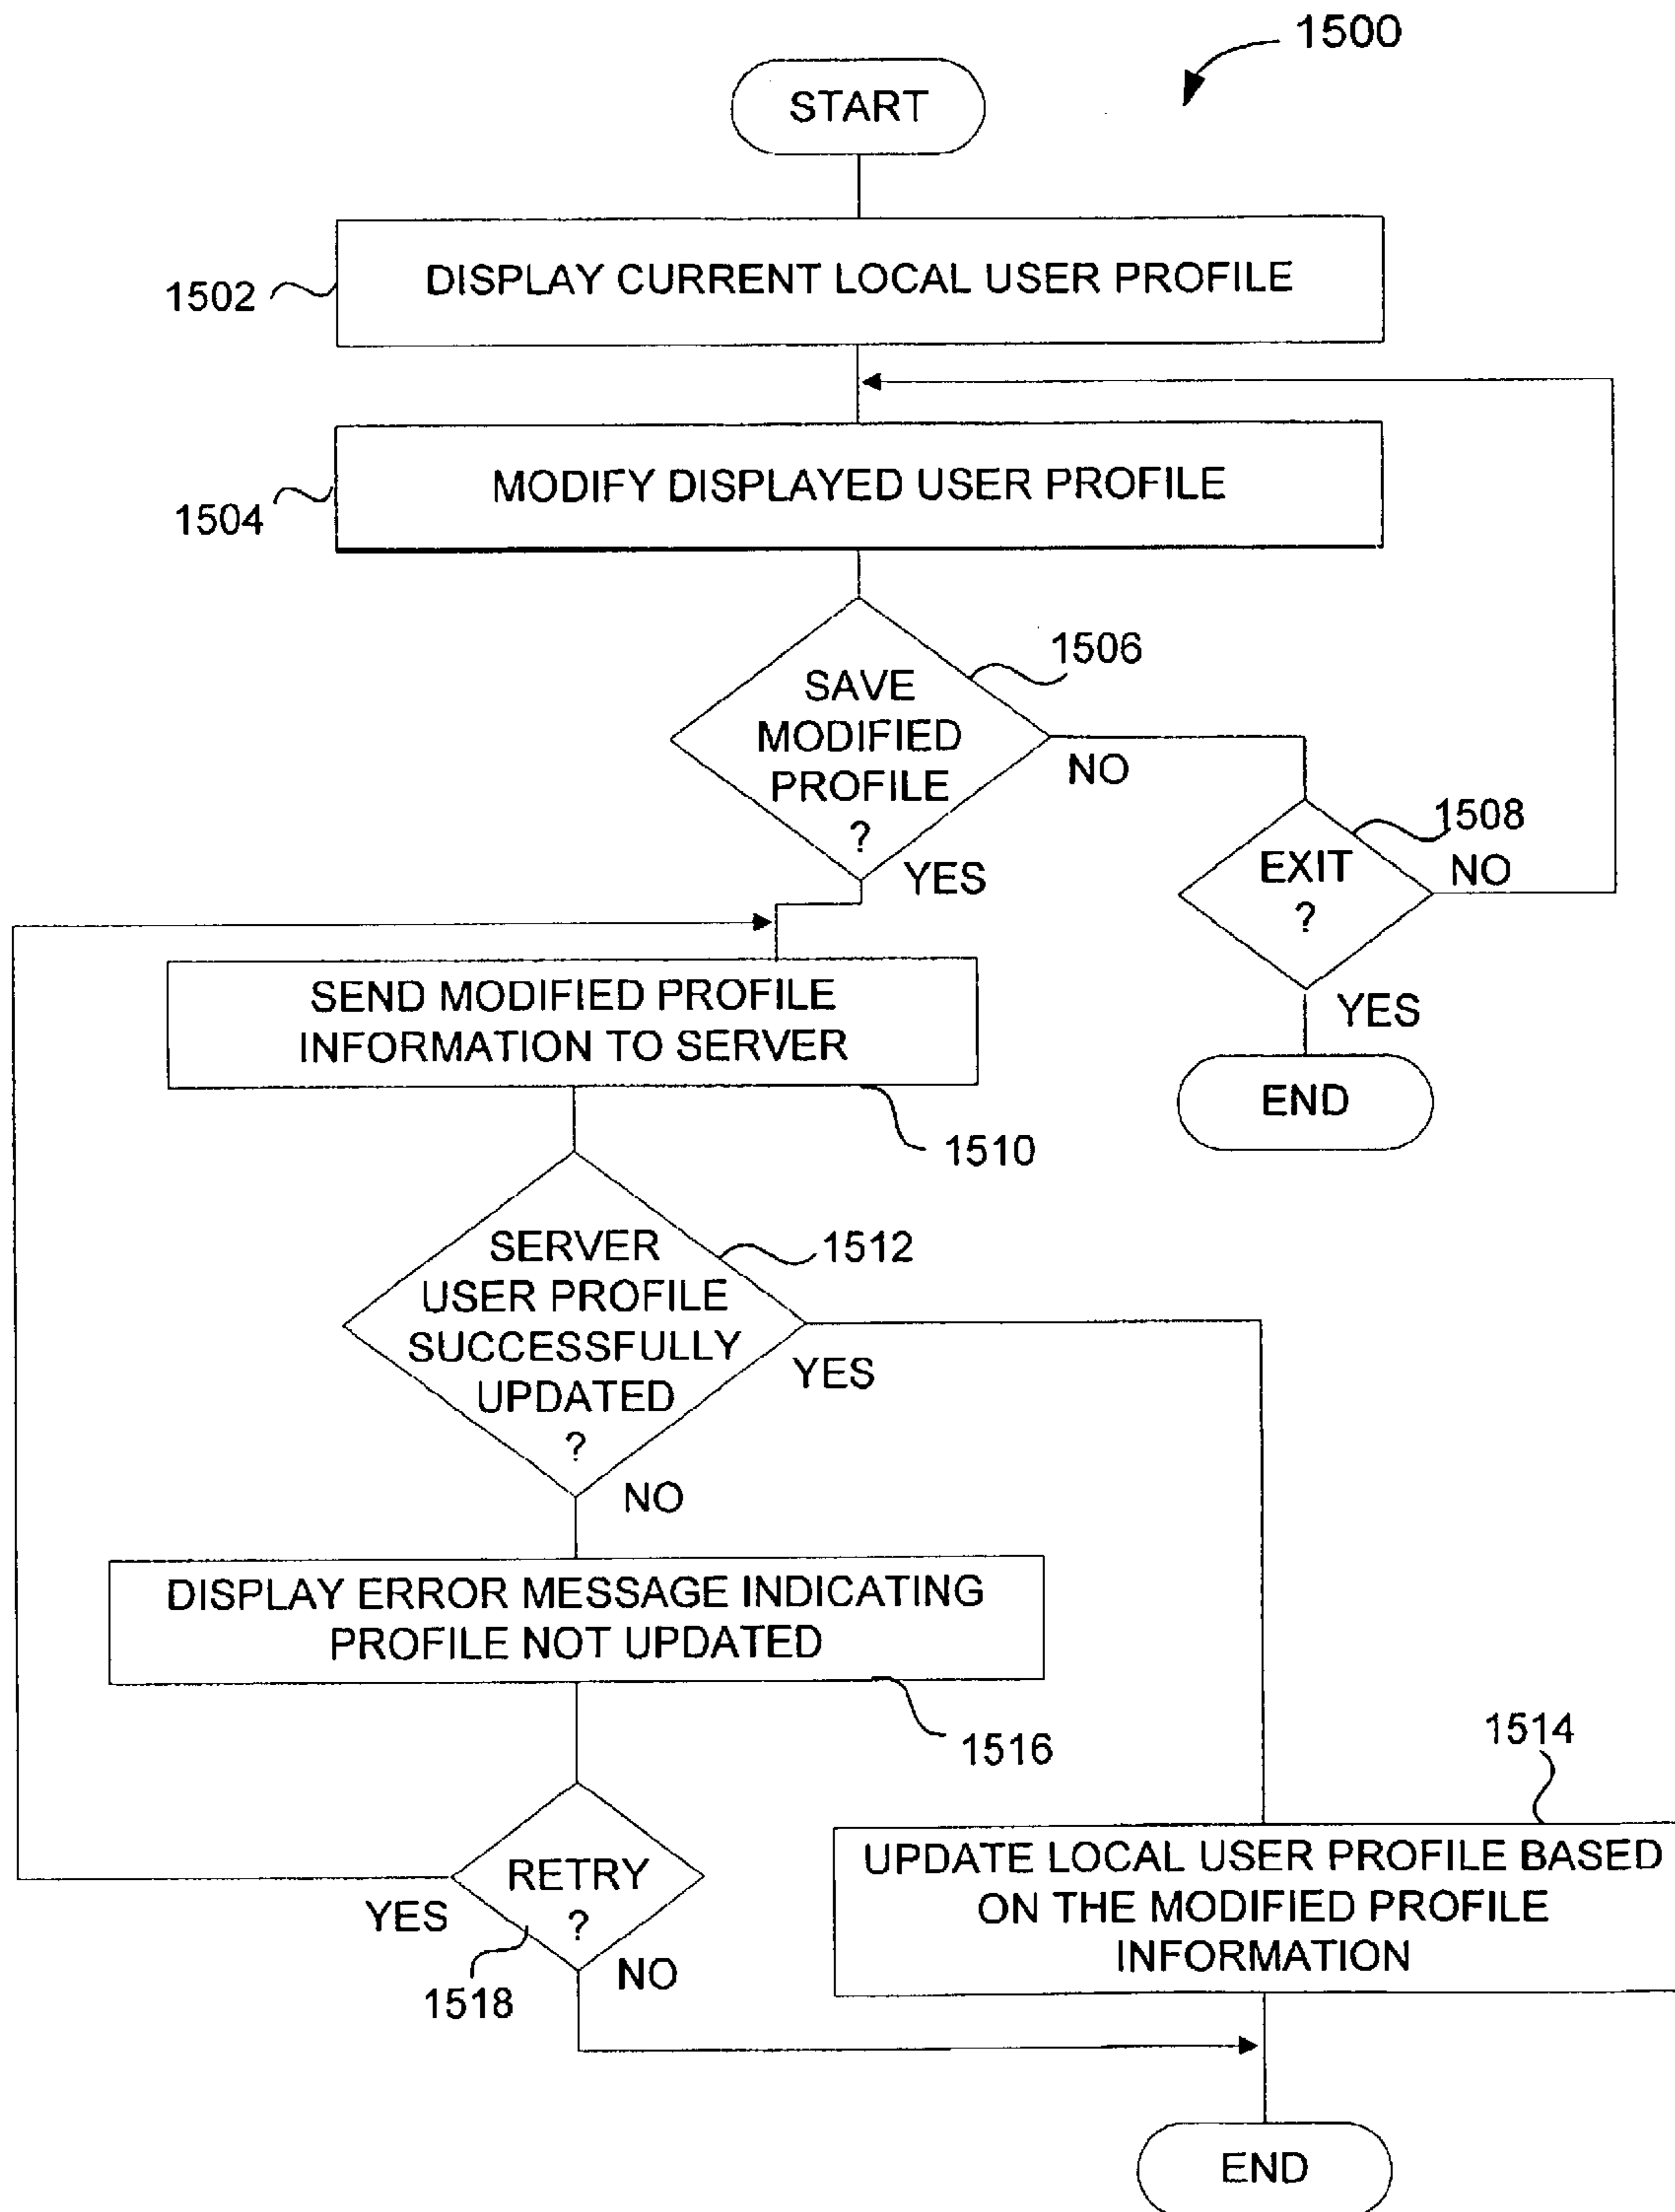 1500
START
1502
DISPLAY CURRENT LOCAL USER PROFILE
1504
MODIFY DISPLAYED USER PROFILE
1506
SAVE
MODIFIED
PROFILE
?
NO
YES
1508
EXIT
?
NO
YES
END
SEND MODIFIED PROFILE
INFORMATION TO SERVER
1510
1512
SERVER
USER PROFILE
SUCCESSFULLY
UPDATED
?
YES
NO
DISPLAY ERROR MESSAGE INDICATING
PROFILE NOT UPDATED
1516
1514
UPDATE LOCAL USER PROFILE BASED
ON THE MODIFIED PROFILE
INFORMATION
RETRY
?
YES
NO
1518
END